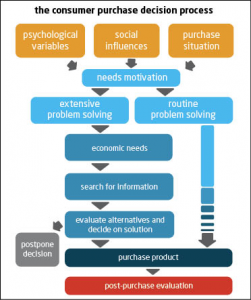 the consumer purchase decision process
psychological
variables
social
influences
purchase
situation
needs motivation
extensive
problem solving
routine
problem solving
economic needs
search for information
evaluate alternatives and
decide on solution
postpone
decision
purchase product
post-purchase evaluation